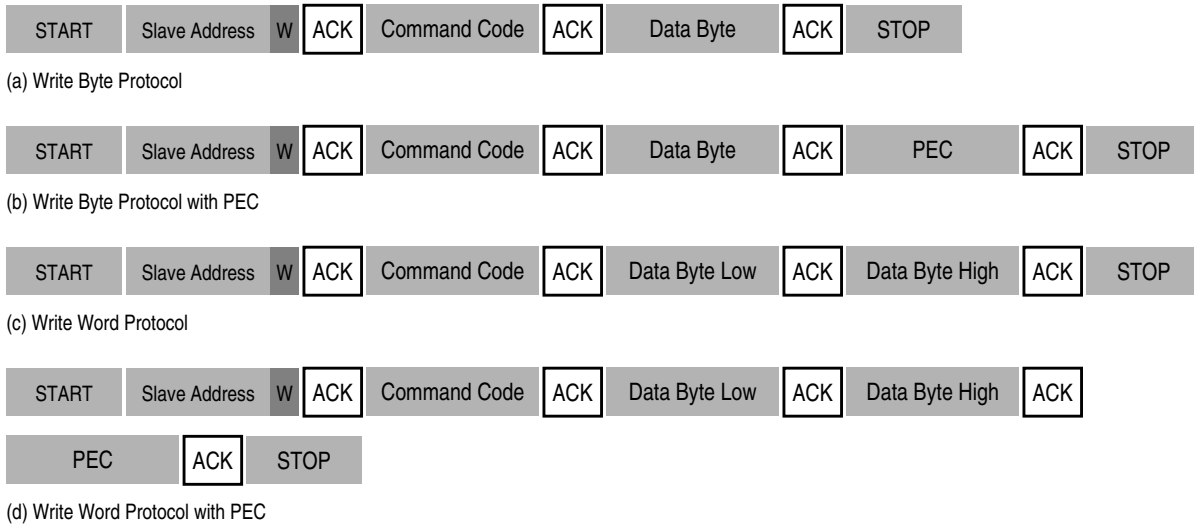 START Slave Address W ACK Command Code ACK Data Byte ACK STOP
(a) Write Byte Protocol
START Slave Address W ACK Command Code ACK Data Byte ACK PEC ACK STOP
(b) Write Byte Protocol with PEC
START Slave Address W ACK Command Code ACK Data Byte Low ACK Data Byte High ACK STOP
(c) Write Word Protocol
START Slave Address W ACK Command Code ACK Data Byte Low ACK Data Byte High ACK
PEC ACK STOP
(d) Write Word Protocol with PEC